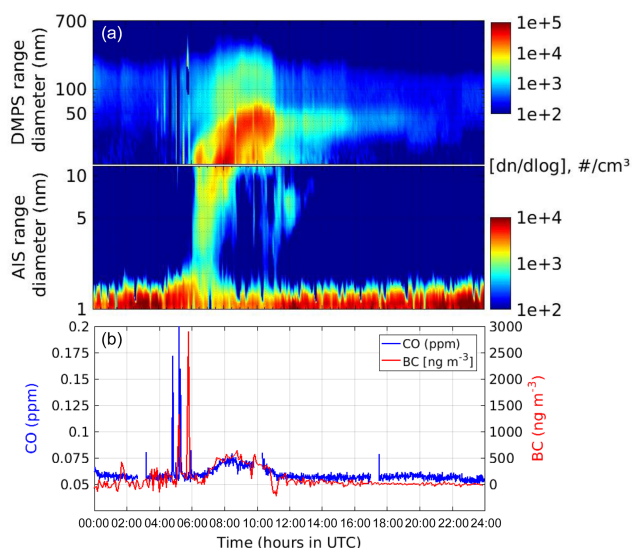 (a)
700
100
50
DMPS range
diameter (nm)
1e+5
1e+4
1e+3
1e+2
[dn/dlog], #/cm³
10
5
1
AIS range
diameter (nm)
1e+4
1e+3
1e+2
(b)
0.2
0.175
0.15
0.125
0.1
0.075
0.05
CO (ppm)
CO (ppm)
BC [ng m⁻³]
3000
2500
2000
1500
1000
500
0
BC (ng m⁻³)
00:00 02:00 04:00 06:00 08:00 10:00 12:00 14:00 16:00 18:00 20:00 22:00 24:00
Time (hours in UTC)